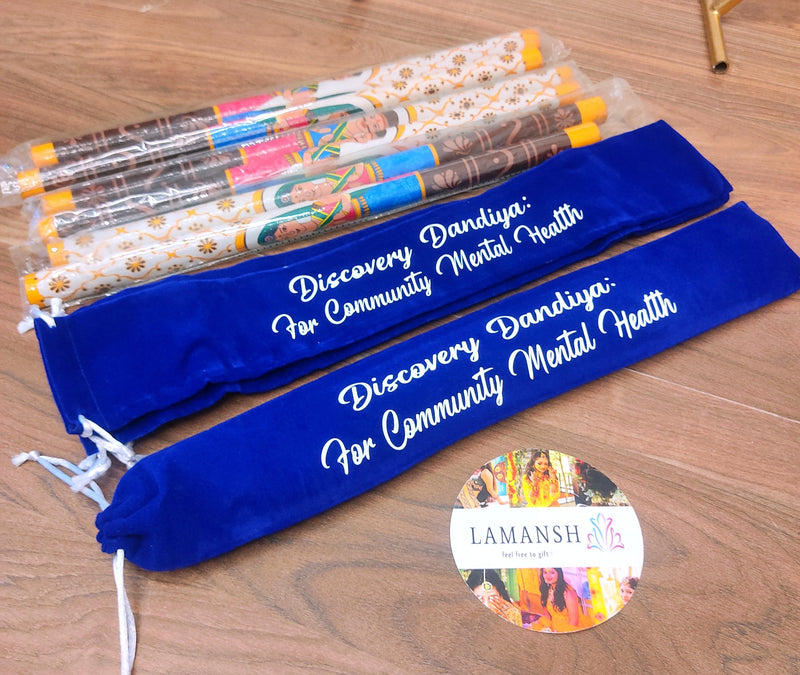 Discovery Dandiya:
For Community Mental Health
Discovery Dandiya:
For Community Mental Health
LAMANSH
feel free to gift